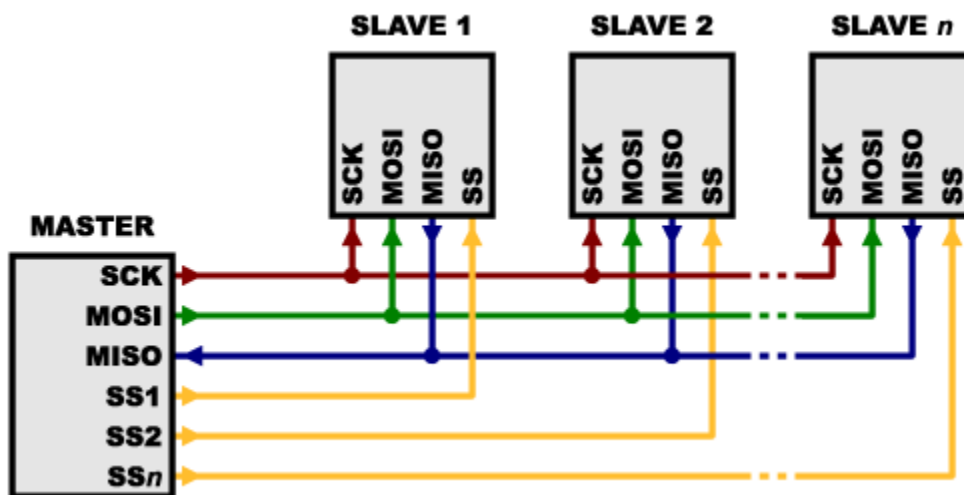 SLAVE 1
SLAVE 2
SLAVE n
SCK
MOSI
MISO
SS
SCK
MOSI
MISO
SS
SCK
MOSI
MISO
SS
MASTER
SCK
MOSI
MISO
SS1
SS2
SSn